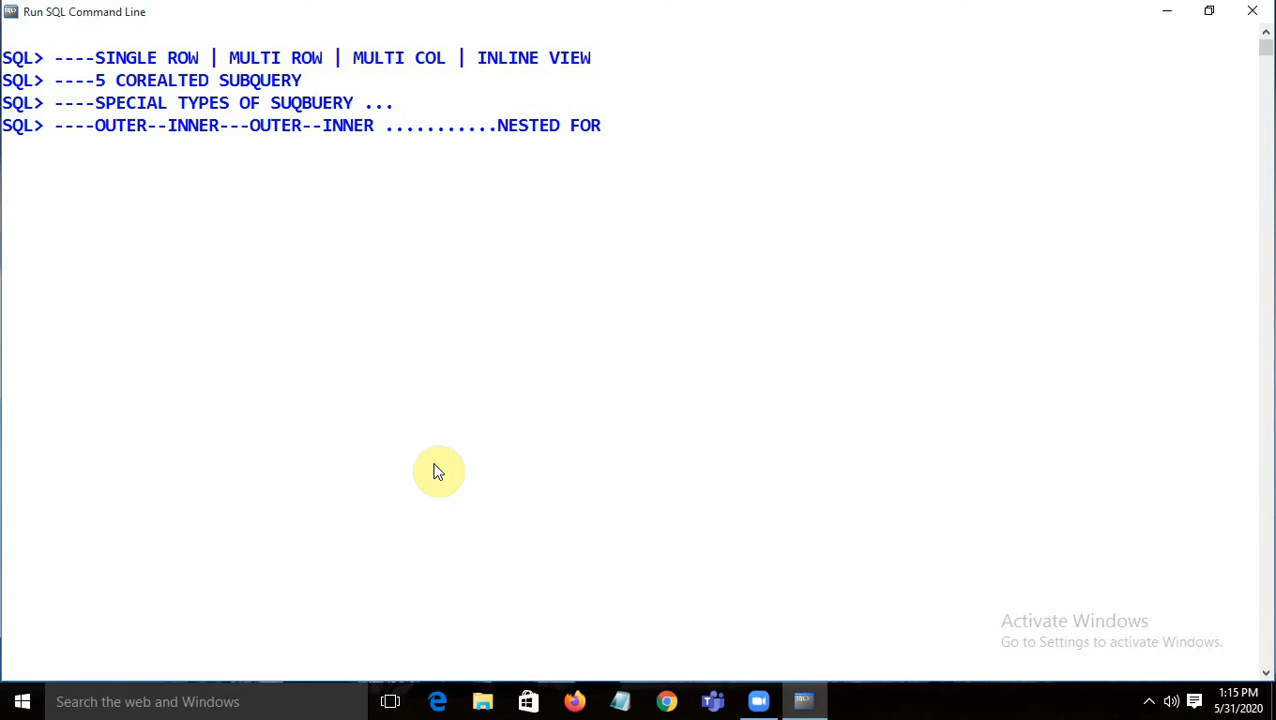 Run SQL Command Line
SQL> ----SINGLE ROW | MULTI ROW | MULTI COL | INLINE VIEW
SQL> ----5 COREALTED SUBQUERY
SQL> ----SPECIAL TYPES OF SUQBUERY ...
SQL> ----OUTER--INNER---OUTER--INNER ...........NESTED FOR
Activate Windows
Go to Settings to activate Windows.
Search the web and Windows
1:15 PM
5/31/2020